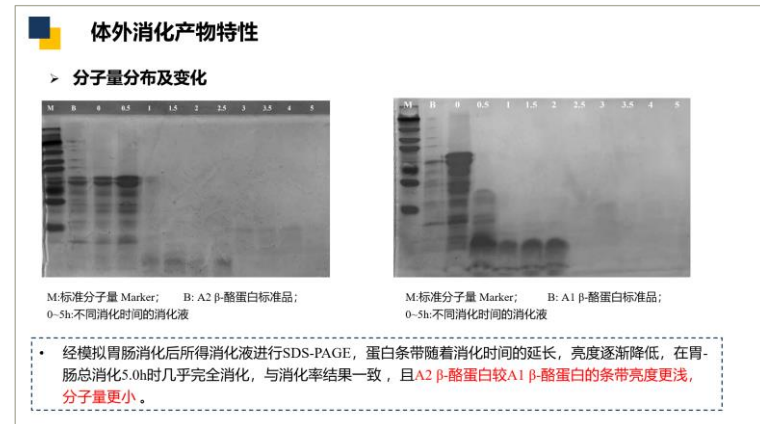 体外消化产物特性
➢ 分子量分布及变化
M B 0 0.5 1 1.5 2 2.5 3 3.5 4 5
M B 0 0.5 1 1.5 2 2.5 3 3.5 4 5
M:标准分子量 Marker； B: A2 β-酪蛋白标准品；
0~5h:不同消化时间的消化液
M:标准分子量 Marker； B: A1 β-酪蛋白标准品；
0~5h:不同消化时间的消化液
• 经模拟胃肠消化后所得消化液进行SDS-PAGE，蛋白条带随着消化时间的延长，亮度逐渐降低，在胃-
肠总消化5.0h时几乎完全消化，与消化率结果一致 ，且A2 β-酪蛋白较A1 β-酪蛋白的条带亮度更浅，
分子量更小 。